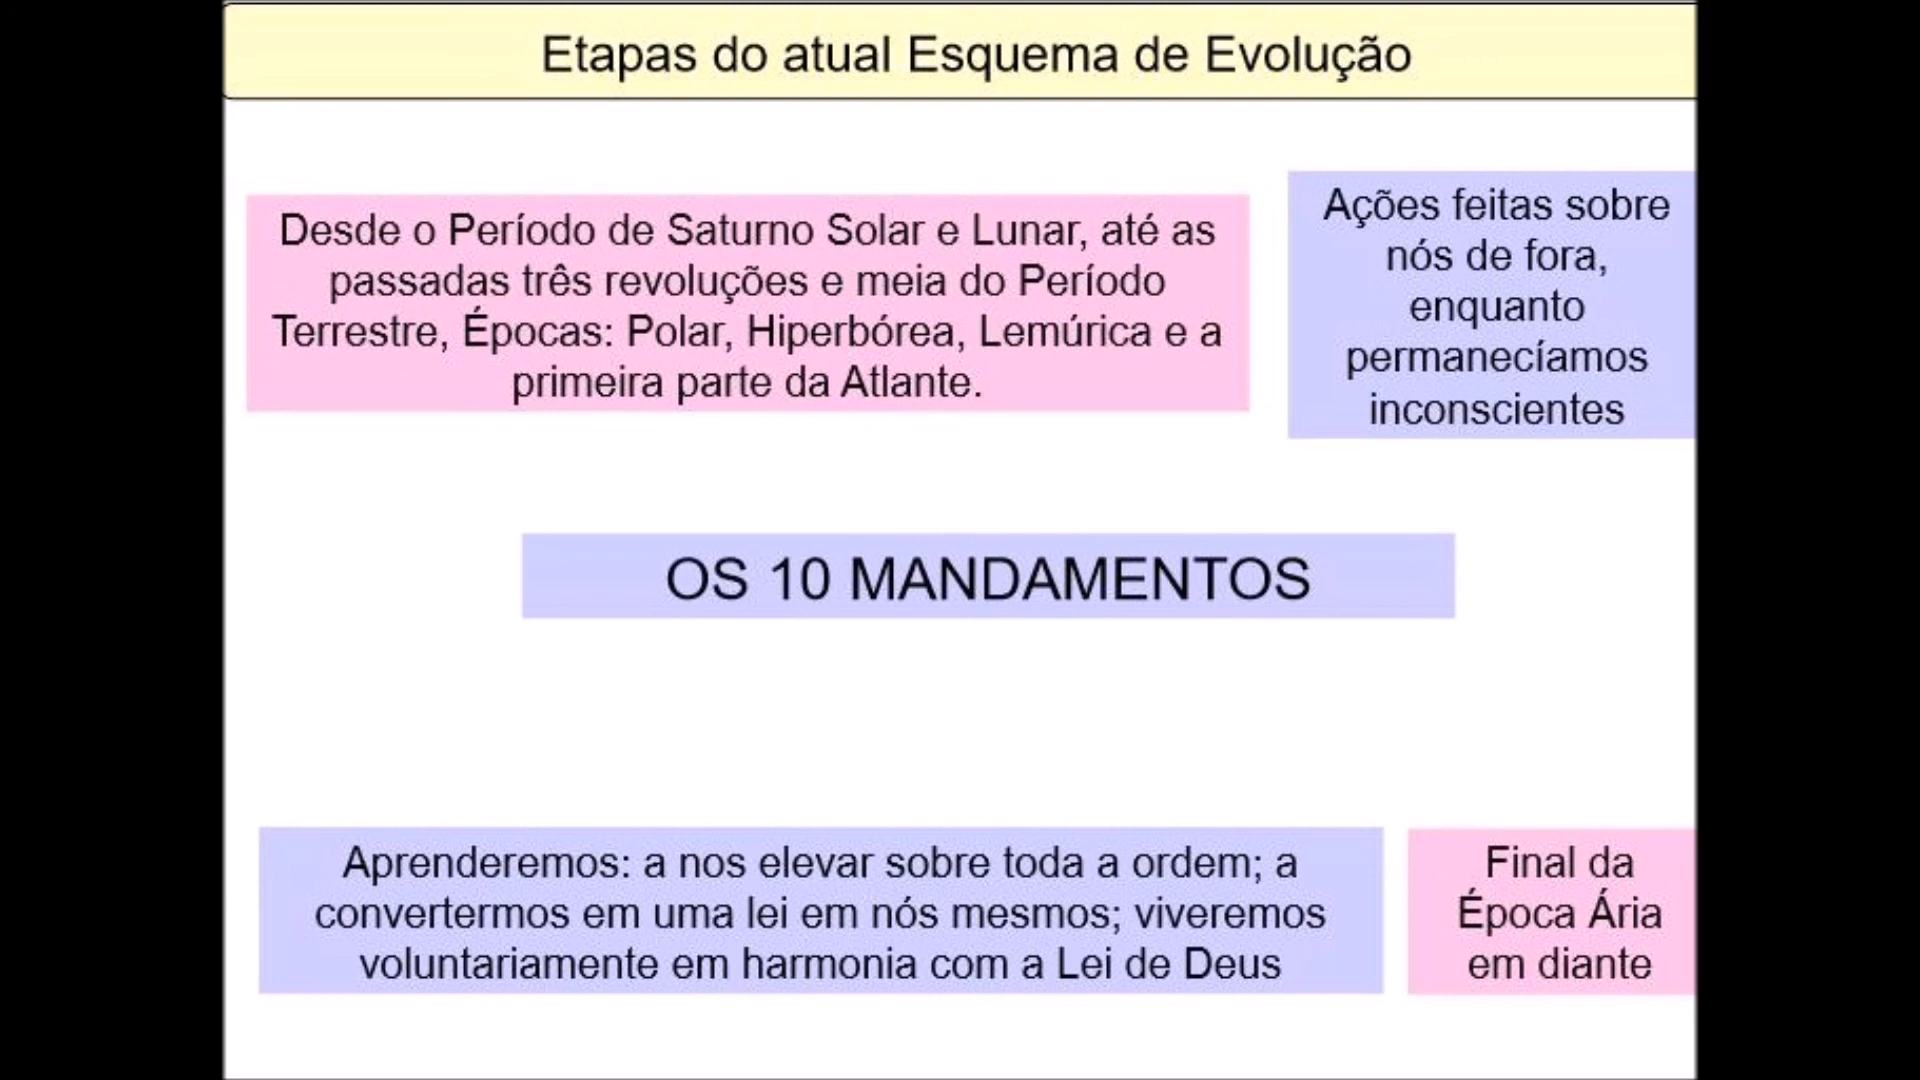 Etapas do atual Esquema de Evolução
Desde o Período de Saturno Solar e Lunar, até as
passadas três revoluções e meia do Período
Terrestre, Épocas: Polar, Hiperbórea, Lemúrica e a
primeira parte da Atlante.
Ações feitas sobre
nós de fora,
enquanto
permanecíamos
inconscientes
OS 10 MANDAMENTOS
Aprenderemos: a nos elevar sobre toda a ordem; a
convertermos em uma lei em nós mesmos; viveremos
voluntariamente em harmonia com a Lei de Deus
Final da
Época Ária
em diante